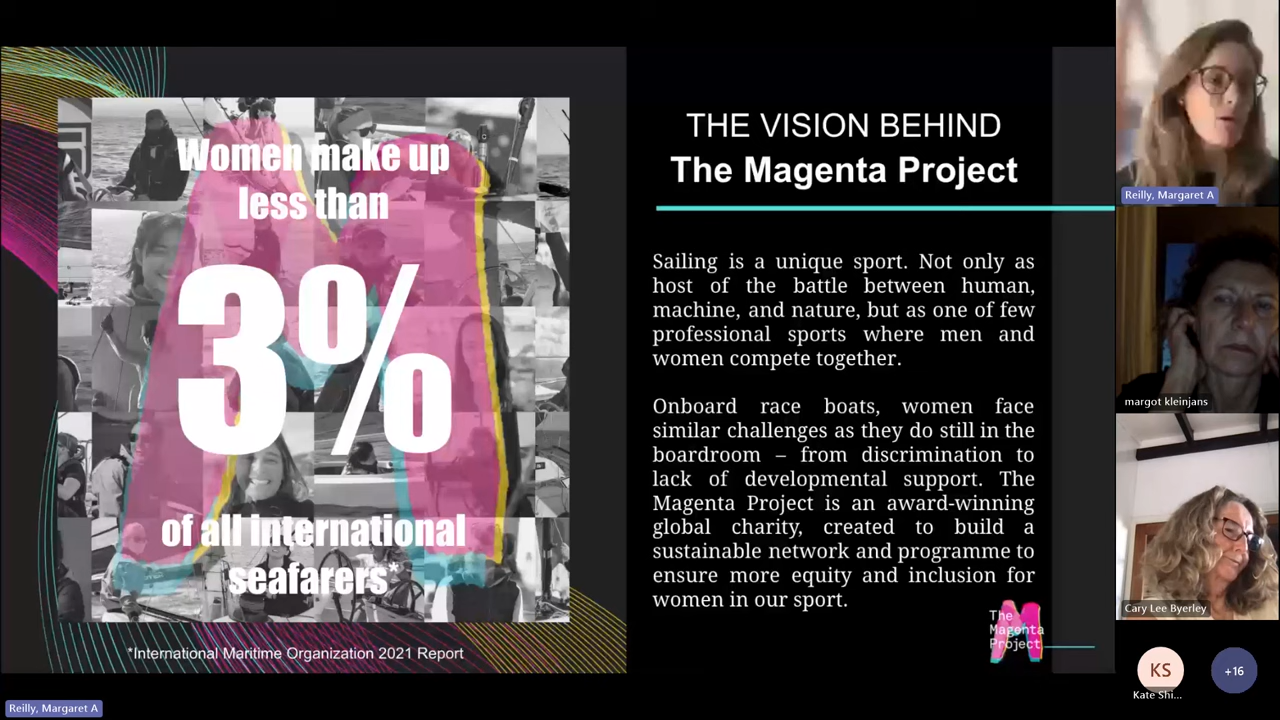 Women make up
less than
3%
of all international
seafarers*
*International Maritime Organization 2021 Report
THE VISION BEHIND
The Magenta Project
Sailing is a unique sport. Not only as
host of the battle between human,
machine, and nature, but as one of few
professional sports where men and
women compete together.
Onboard race boats, women face
similar challenges as they do still in the
boardroom – from discrimination to
lack of developmental support. The
Magenta Project is an award-winning
global charity, created to build a
sustainable network and programme to
ensure more equity and inclusion for
women in our sport.
The
Magenta
Project
Reilly, Margaret A
margot kleinjans
Cary Lee Byerley
KS
Kate Shi...
+16
Reilly, Margaret A